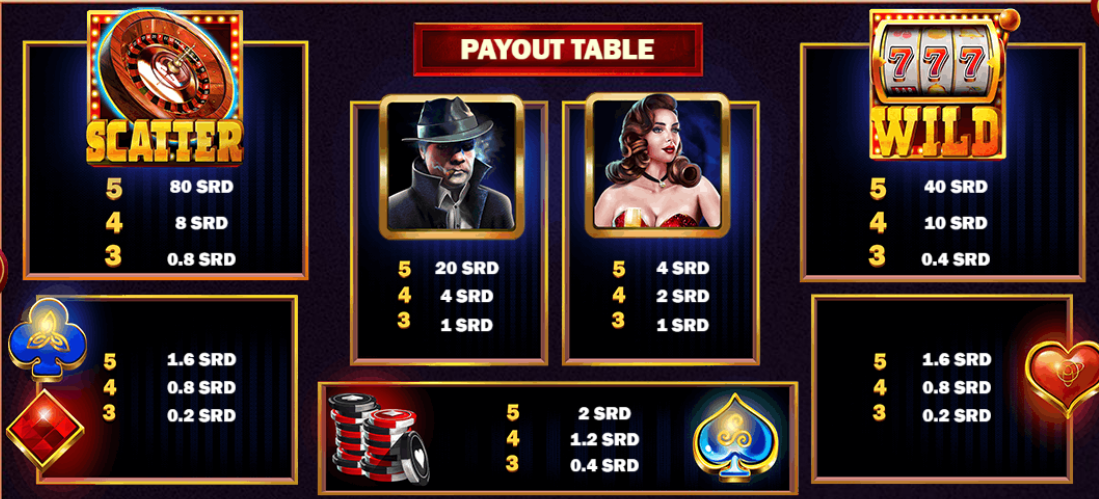 PAYOUT TABLE
SCATTER
5 80 SRD
4 8 SRD
3 0.8 SRD
5 20 SRD
4 4 SRD
3 1 SRD
5 4 SRD
4 2 SRD
3 1 SRD
777
WILD
5 40 SRD
4 10 SRD
3 0.4 SRD
5 1.6 SRD
4 0.8 SRD
3 0.2 SRD
5 2 SRD
4 1.2 SRD
3 0.4 SRD
5 1.6 SRD
4 0.8 SRD
3 0.2 SRD